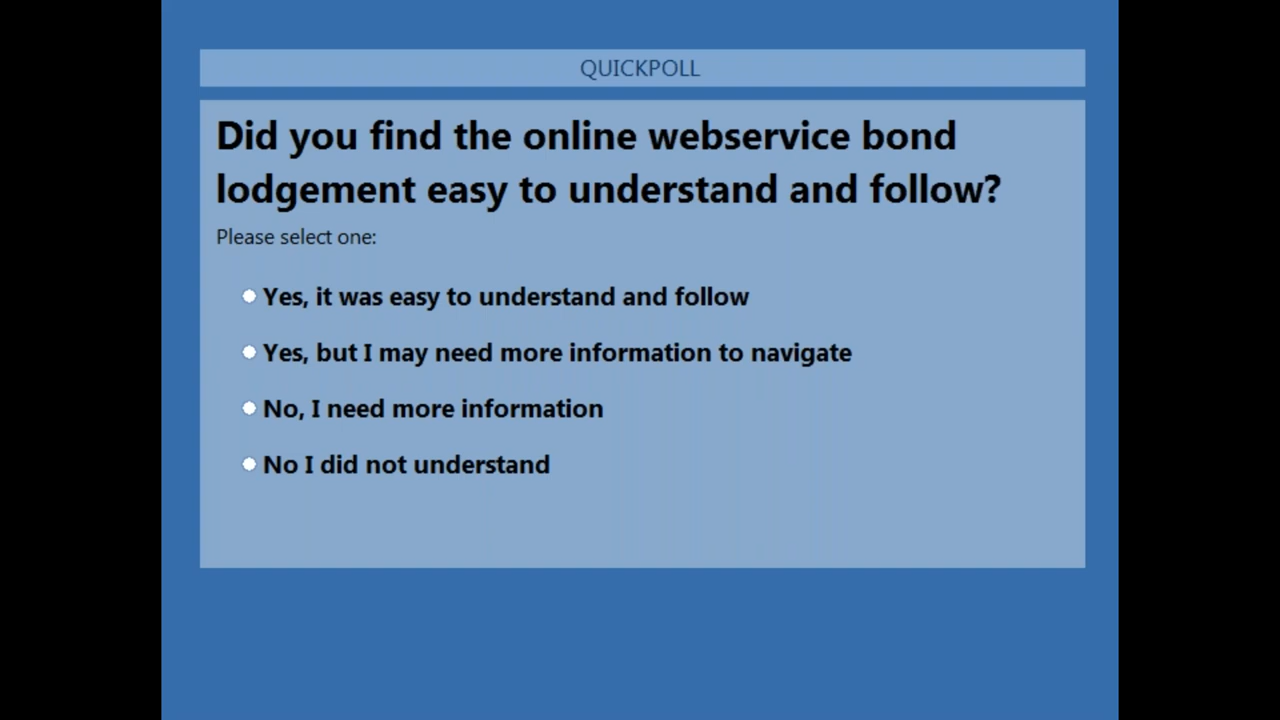 QUICKPOLL
Did you find the online webservice bond
lodgement easy to understand and follow?
Please select one:
Yes, it was easy to understand and follow
Yes, but I may need more information to navigate
No, I need more information
No I did not understand